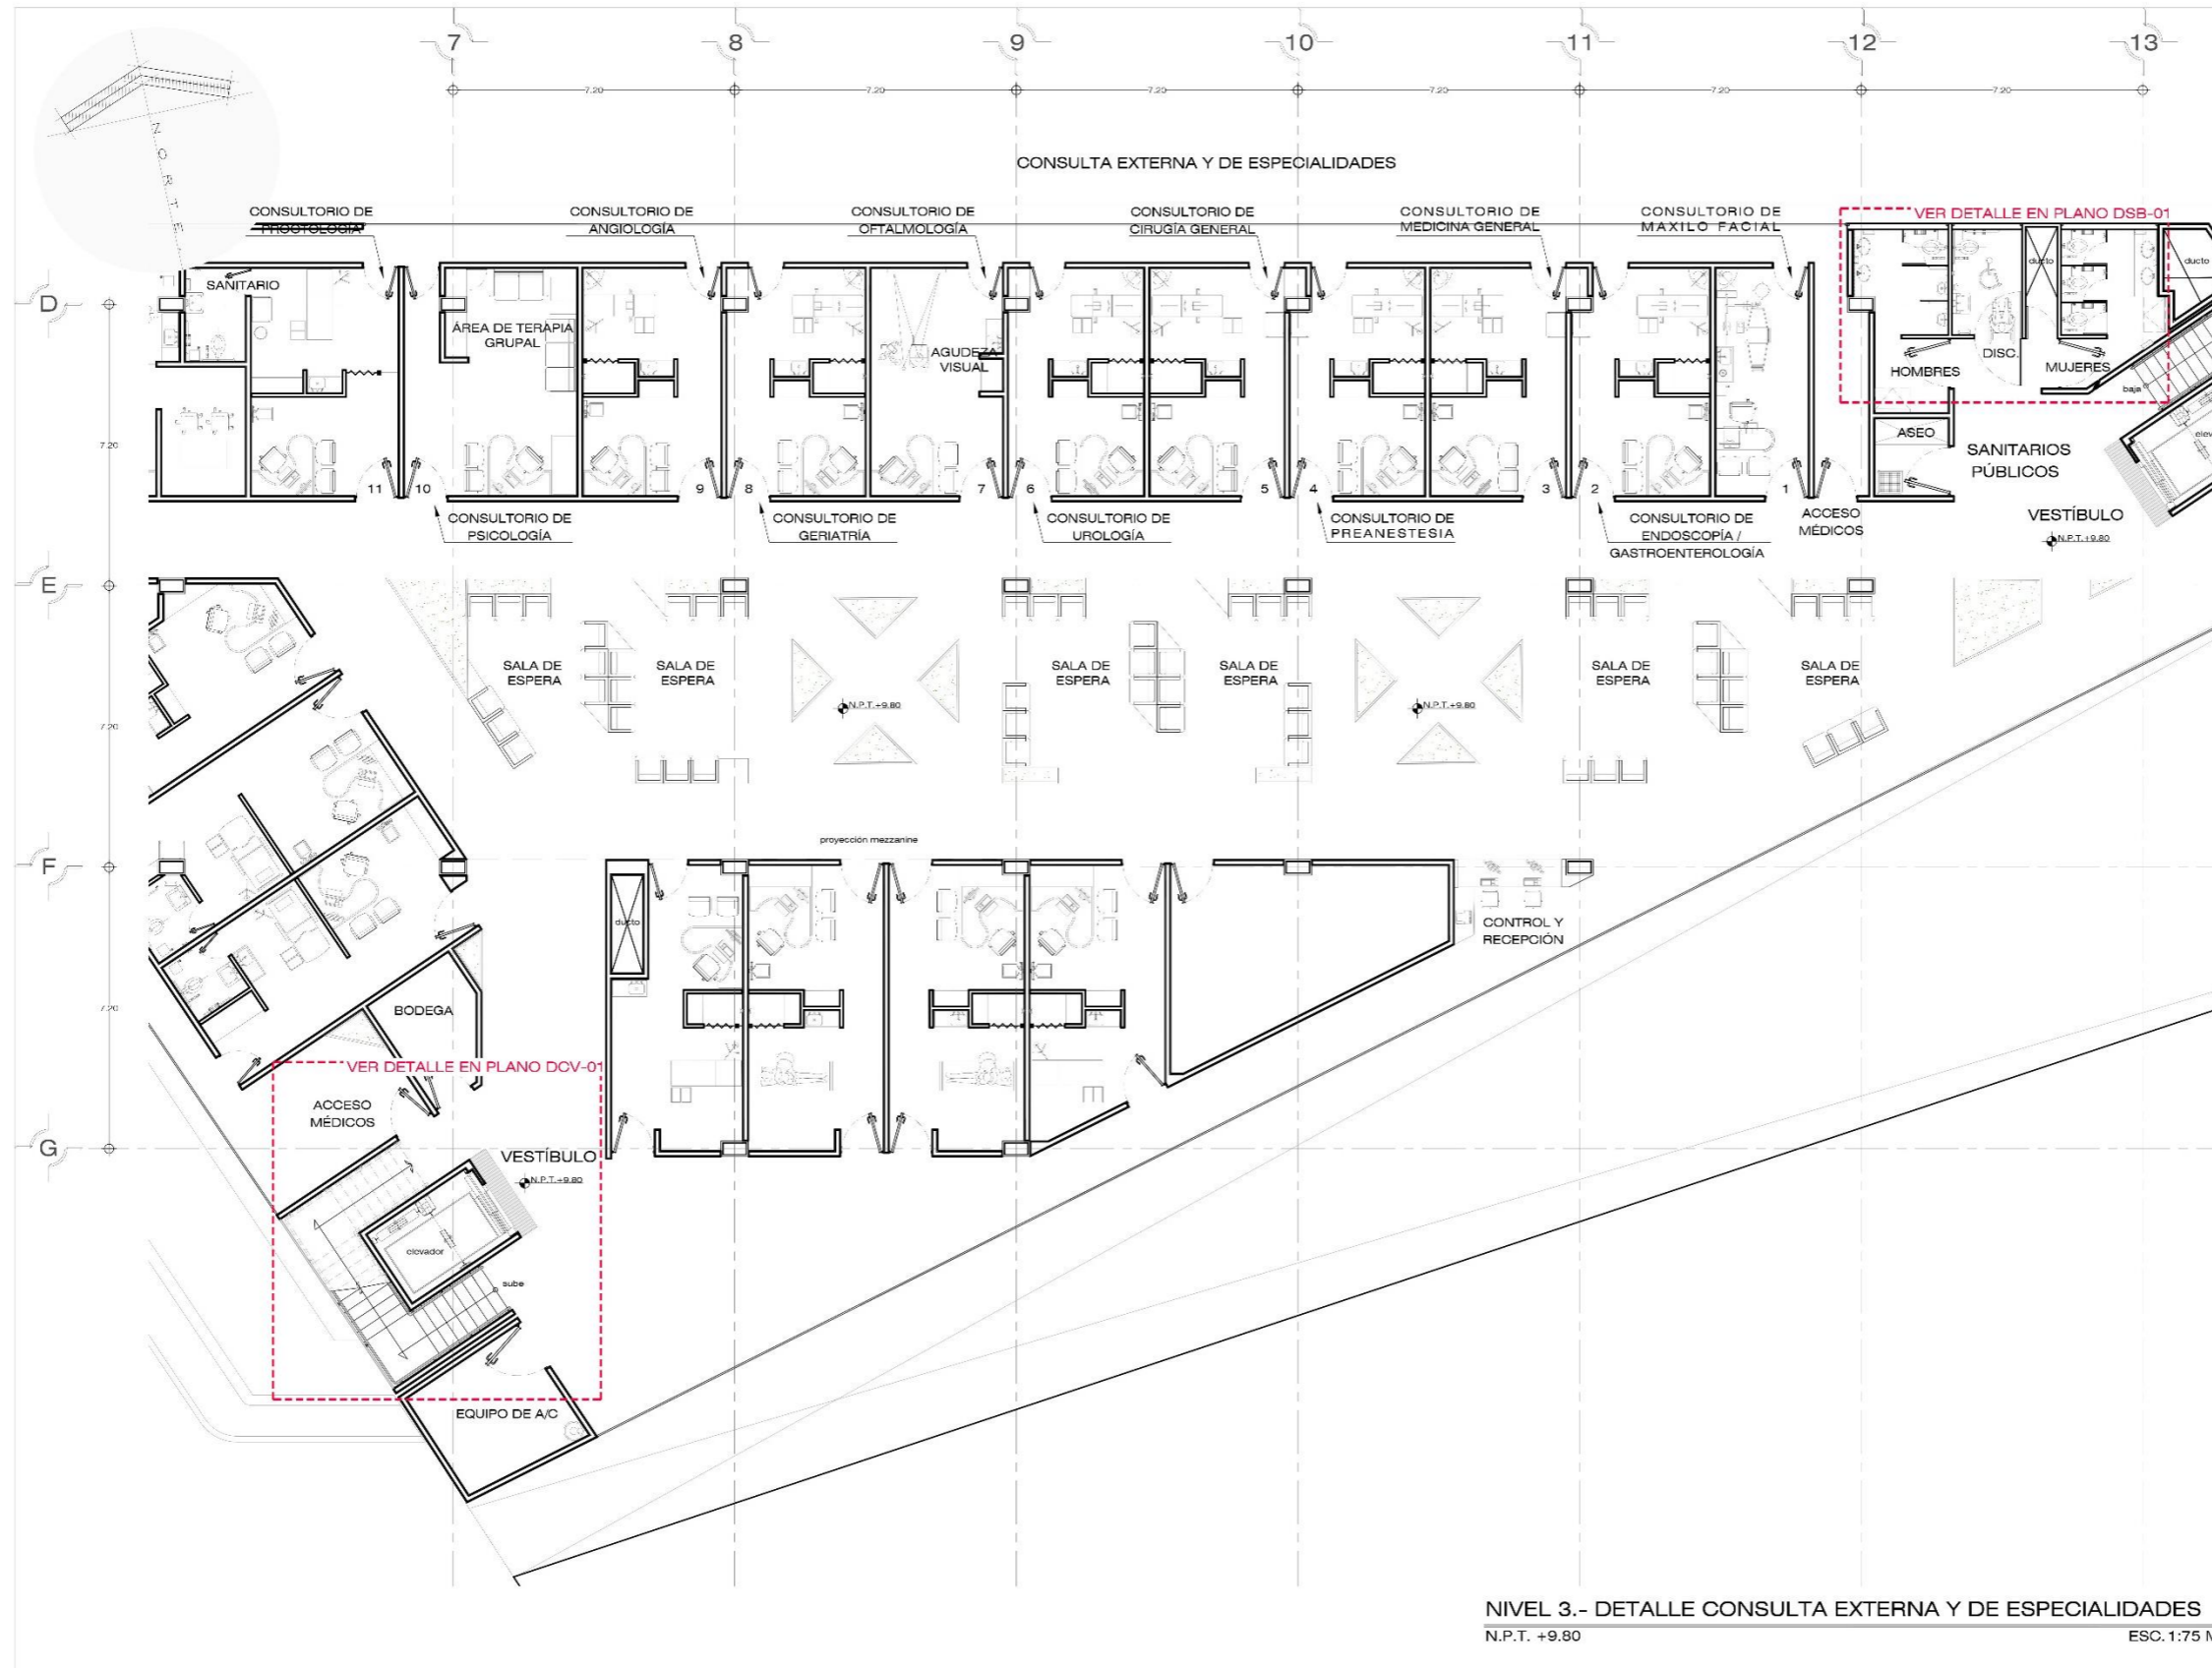 7 8 9 10 11 12 13
7.20 7.20 7.20 7.20 7.20 7.20
NORTE
CONSULTA EXTERNA Y DE ESPECIALIDADES
CONSULTORIO DE
PROCTOLOGÍA
CONSULTORIO DE
ANGIOLOGÍA
CONSULTORIO DE
OFTALMOLOGÍA
CONSULTORIO DE
CIRUGÍA GENERAL
CONSULTORIO DE
MEDICINA GENERAL
CONSULTORIO DE
MAXILO FACIAL
VER DETALLE EN PLANO DSB-01
ducto
ducto
SANITARIO
D
ÁREA DE TERAPIA
GRUPAL
AGUDEZA
VISUAL
HOMBRES
DISC.
MUJERES
baja
7.20
ASEO
SANITARIOS
PÚBLICOS
11 10 9 8 7 6 5 4 3 2 1
CONSULTORIO DE
PSICOLOGÍA
CONSULTORIO DE
GERIATRÍA
CONSULTORIO DE
UROLOGÍA
CONSULTORIO DE
PREANESTESIA
CONSULTORIO DE
ENDOSCOPÍA /
GASTROENTEROLOGÍA
ACCESO
MÉDICOS
VESTÍBULO
N.P.T.+9.80
E
SALA DE
ESPERA
SALA DE
ESPERA
SALA DE
ESPERA
SALA DE
ESPERA
SALA DE
ESPERA
SALA DE
ESPERA
N.P.T.+9.80
N.P.T.+9.80
7.20
proyección mezzanine
F
ducto
CONTROL Y
RECEPCIÓN
7.20
BODEGA
VER DETALLE EN PLANO DCV-01
ACCESO
MÉDICOS
G
VESTÍBULO
N.P.T.+9.80
elevador
sube
EQUIPO DE A/C
NIVEL 3.- DETALLE CONSULTA EXTERNA Y DE ESPECIALIDADES
N.P.T. +9.80
ESC.1:75